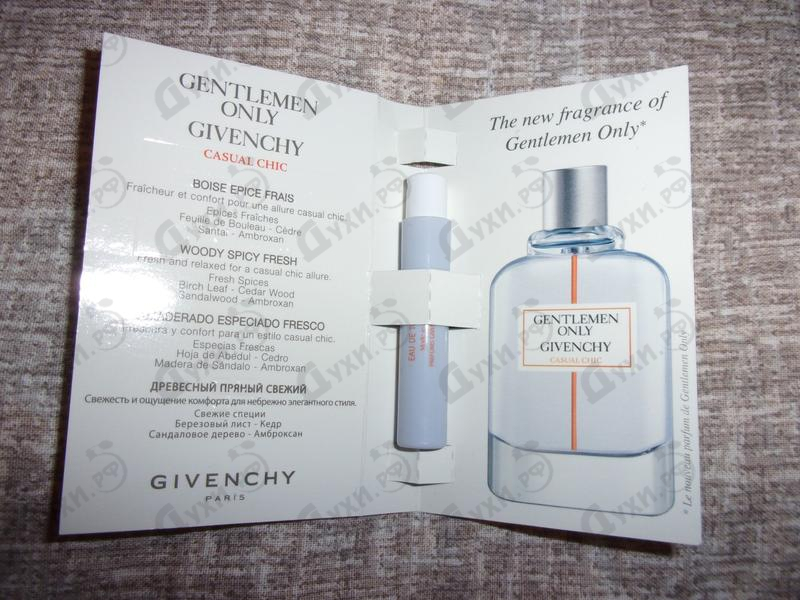 GENTLEMEN
ONLY
GIVENCHY
CASUAL CHIC
BOISE EPICE FRAIS
Fraîcheur et confort pour une allure casual chic.
Epices Fraîches
Feuille de Bouleau - Cèdre
Santal - Ambroxan
WOODY SPICY FRESH
Fresh and relaxed for a casual chic allure.
Fresh Spices
Birch Leaf - Cedar Wood
Sandalwood - Ambroxan
AMADERADO ESPECIADO FRESCO
Frescura y confort para un estilo casual chic.
Especias Frescas
Hoja de Abedul - Cedro
Madera de Sándalo - Ambroxan
ДРЕВЕСНЫЙ ПРЯНЫЙ СВЕЖИЙ
Свежесть и ощущение комфорта для небрежно элегантного стиля.
Свежие специи
Березовый лист - Кедр
Сандаловое дерево - Амброксан
GIVENCHY
PARIS
EAU DE
The new fragrance of
Gentlemen Only*
GENTLEMEN
ONLY
GIVENCHY
CASUAL CHIC
* Le nouveau parfum de Gentlemen Only
Духи.рф